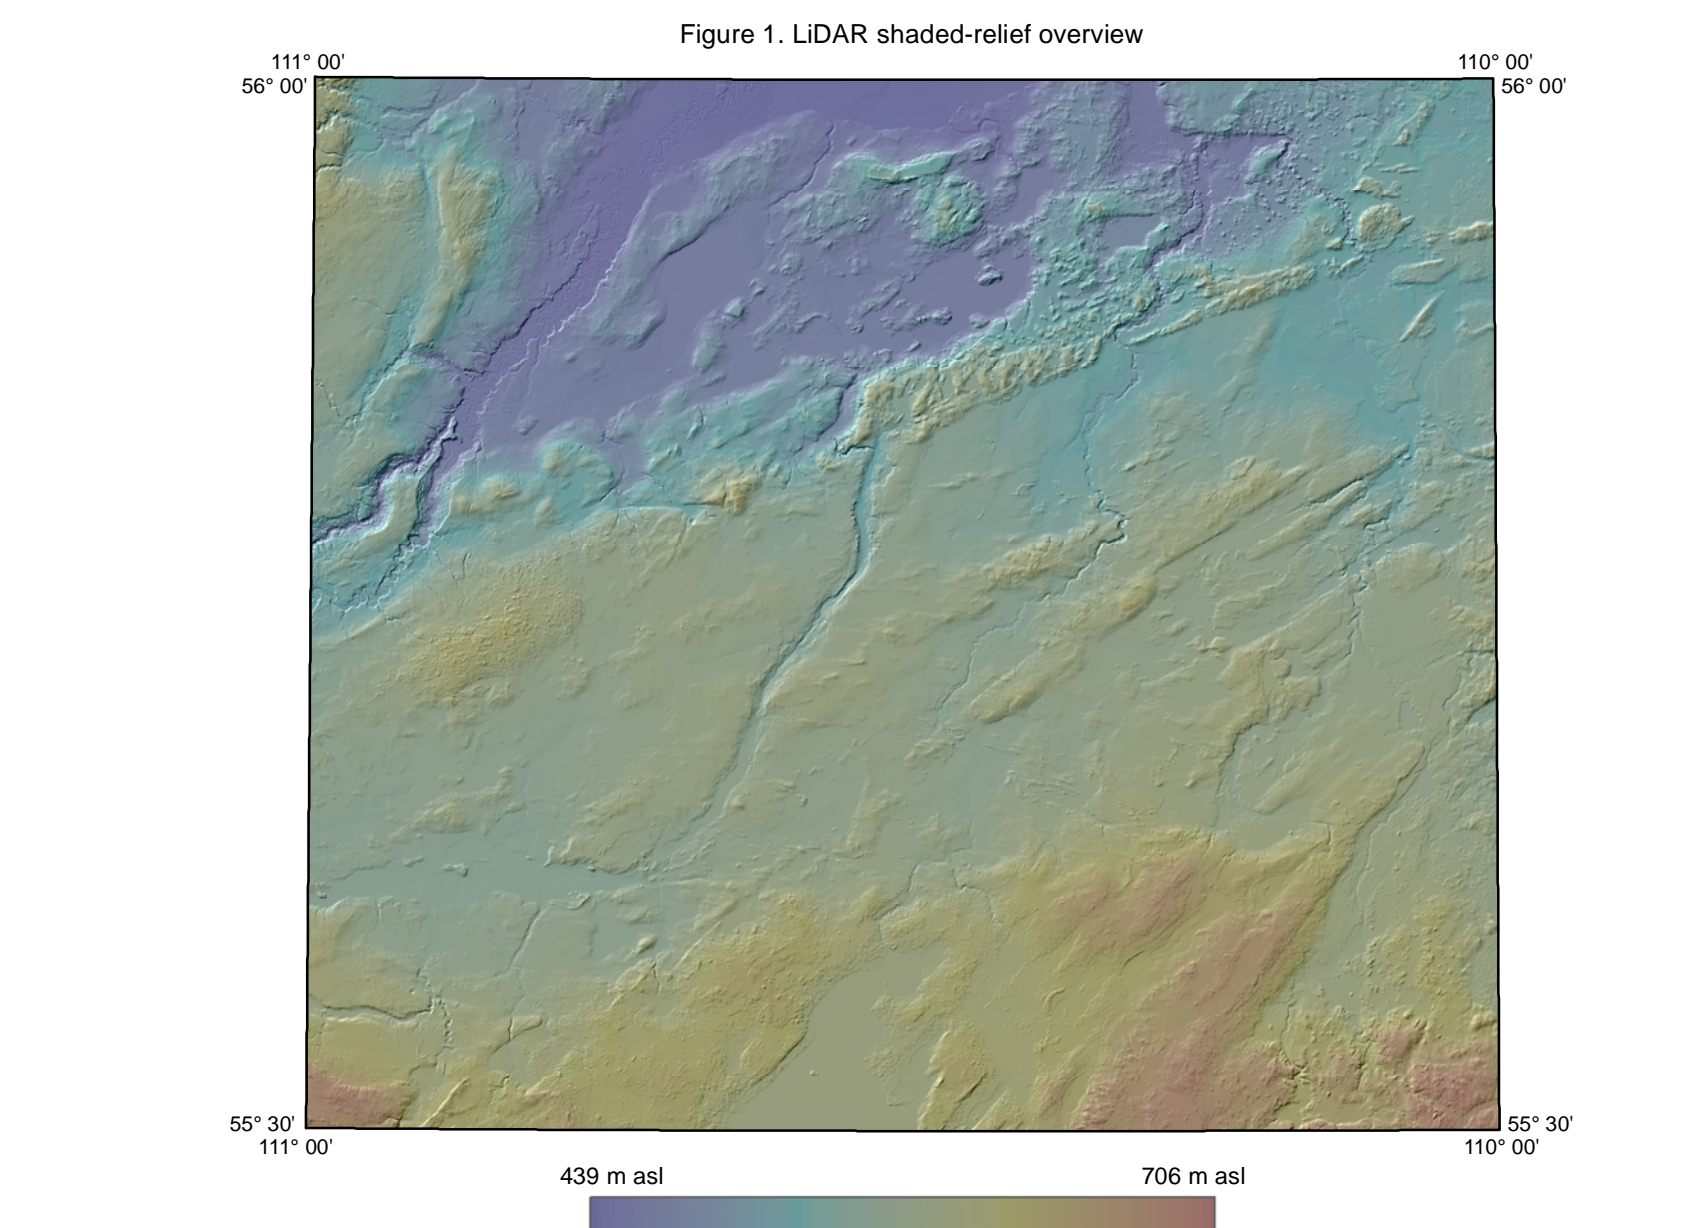 Figure 1. LiDAR shaded-relief overview
111° 00' 110° 00'
56° 00' 56° 00'
55° 30' 55° 30'
111° 00' 110° 00'
439 m asl 706 m asl